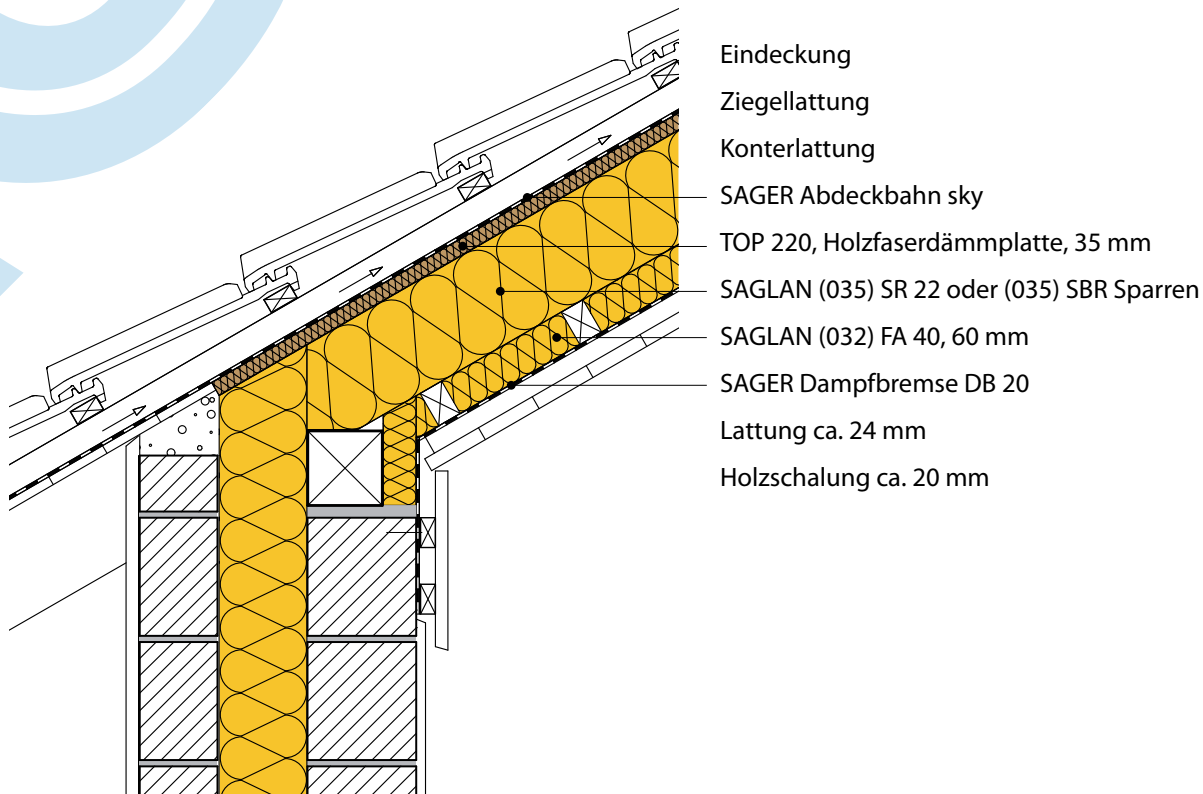 Eindeckung
Ziegellattung
Konterlattung
SAGER Abdeckbahn sky
TOP 220, Holzfaserdämmplatte, 35 mm
SAGLAN (035) SR 22 oder (035) SBR Sparren
SAGLAN (032) FA 40, 60 mm
SAGER Dampfbremse DB 20
Lattung ca. 24 mm
Holzschalung ca. 20 mm